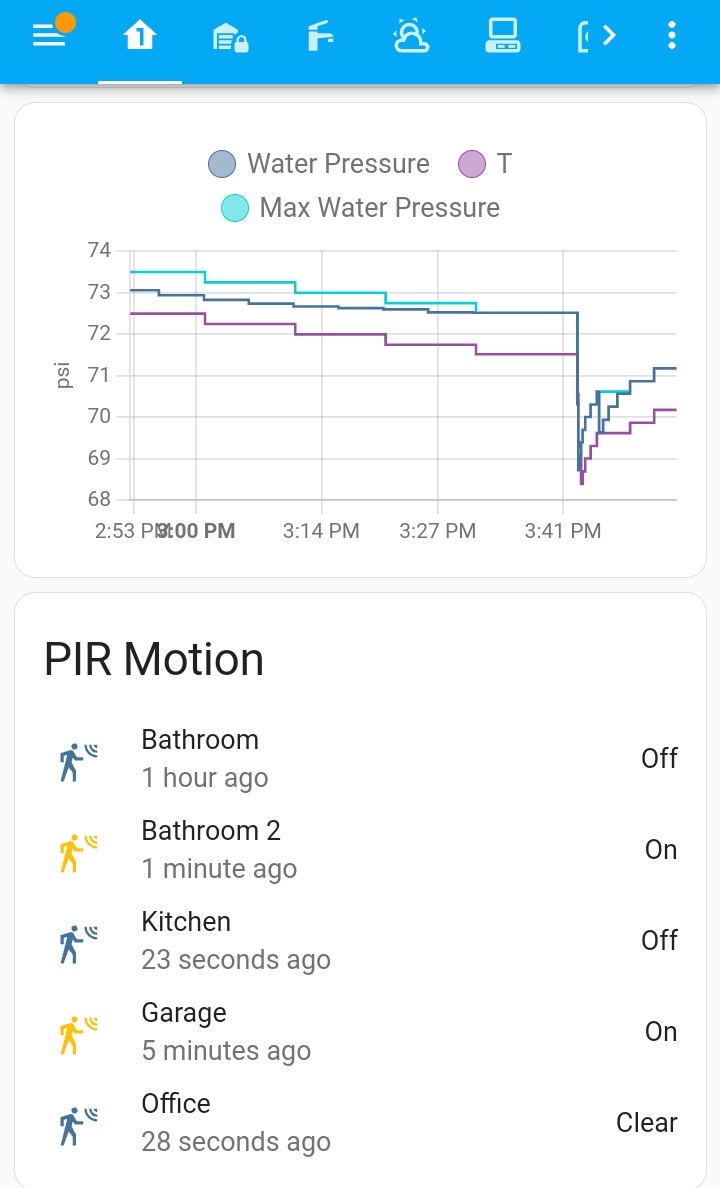 1
Water Pressure T
Max Water Pressure
74
73
72
71
70
69
68
psi
2:53 PM 3:00 PM 3:14 PM 3:27 PM 3:41 PM
PIR Motion
Bathroom
1 hour ago
Off
Bathroom 2
1 minute ago
On
Kitchen
23 seconds ago
Off
Garage
5 minutes ago
On
Office
28 seconds ago
Clear